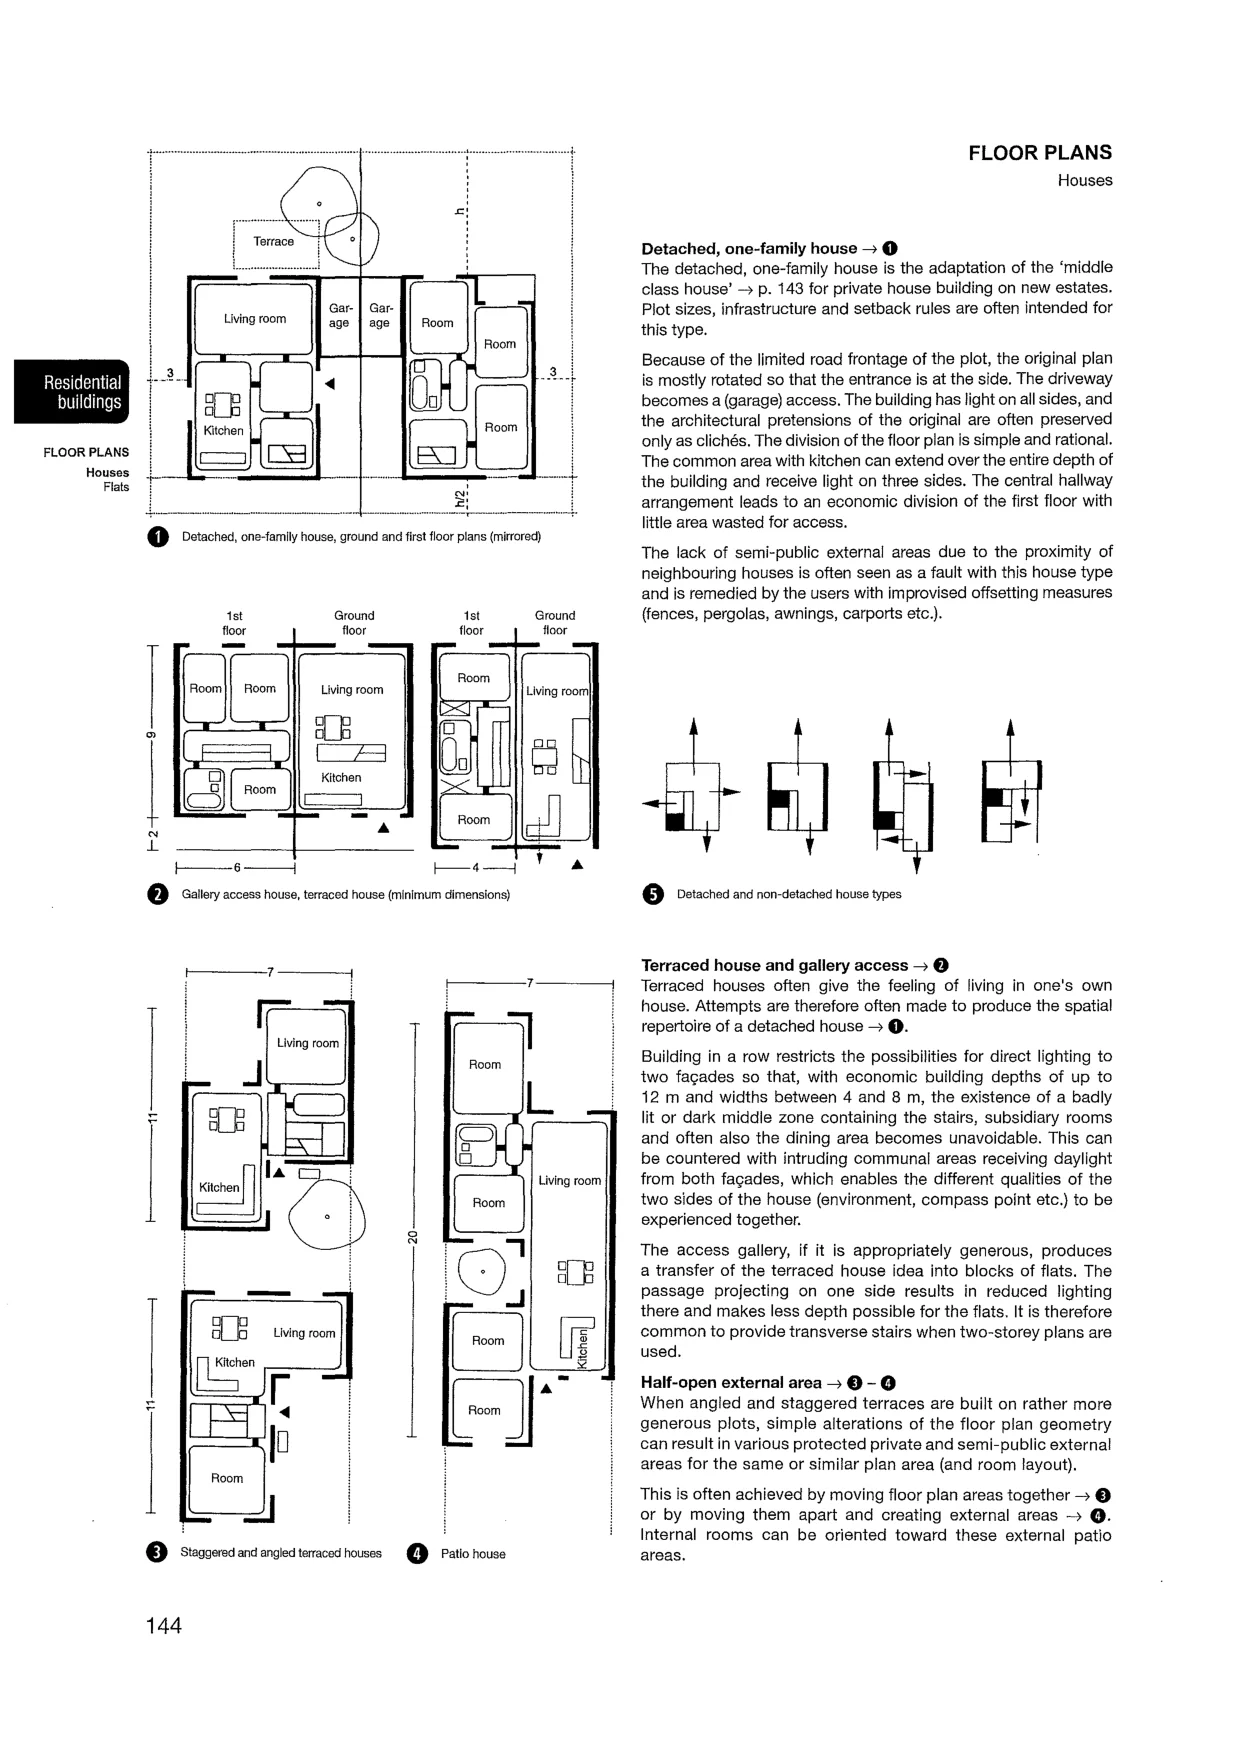 FLOOR PLANS
Houses
Residential
buildings
FLOOR PLANS
Houses
Flats
Terrace
h
Living room
Gar-
age
Gar-
age
Room
Room
3
3
Kitchen
Room
h/2
❶ Detached, one-family house, ground and first floor plans (mirrored)
1st
floor
Ground
floor
1st
floor
Ground
floor
Room
Room
Living room
Room
Living room
9
Kitchen
Room
Room
2
6
4
❷ Gallery access house, terraced house (minimum dimensions)
7
Living room
11
Kitchen
Living room
Kitchen
11
Room
❸ Staggered and angled terraced houses
7
Room
Living room
Room
20
Room
Kitchen
Room
❹ Patio house
144
Detached, one-family house → ❶
The detached, one-family house is the adaptation of the ‘middle
class house’ → p. 143 for private house building on new estates.
Plot sizes, infrastructure and setback rules are often intended for
this type.
Because of the limited road frontage of the plot, the original plan
is mostly rotated so that the entrance is at the side. The driveway
becomes a (garage) access. The building has light on all sides, and
the architectural pretensions of the original are often preserved
only as clichés. The division of the floor plan is simple and rational.
The common area with kitchen can extend over the entire depth of
the building and receive light on three sides. The central hallway
arrangement leads to an economic division of the first floor with
little area wasted for access.
The lack of semi-public external areas due to the proximity of
neighbouring houses is often seen as a fault with this house type
and is remedied by the users with improvised offsetting measures
(fences, pergolas, awnings, carports etc.).
❺ Detached and non-detached house types
Terraced house and gallery access → ❷
Terraced houses often give the feeling of living in one's own
house. Attempts are therefore often made to produce the spatial
repertoire of a detached house → ❶.
Building in a row restricts the possibilities for direct lighting to
two façades so that, with economic building depths of up to
12 m and widths between 4 and 8 m, the existence of a badly
lit or dark middle zone containing the stairs, subsidiary rooms
and often also the dining area becomes unavoidable. This can
be countered with intruding communal areas receiving daylight
from both façades, which enables the different qualities of the
two sides of the house (environment, compass point etc.) to be
experienced together.
The access gallery, if it is appropriately generous, produces
a transfer of the terraced house idea into blocks of flats. The
passage projecting on one side results in reduced lighting
there and makes less depth possible for the flats. It is therefore
common to provide transverse stairs when two-storey plans are
used.
Half-open external area → ❸ – ❹
When angled and staggered terraces are built on rather more
generous plots, simple alterations of the floor plan geometry
can result in various protected private and semi-public external
areas for the same or similar plan area (and room layout).
This is often achieved by moving floor plan areas together → ❸
or by moving them apart and creating external areas → ❹.
Internal rooms can be oriented toward these external patio
areas.